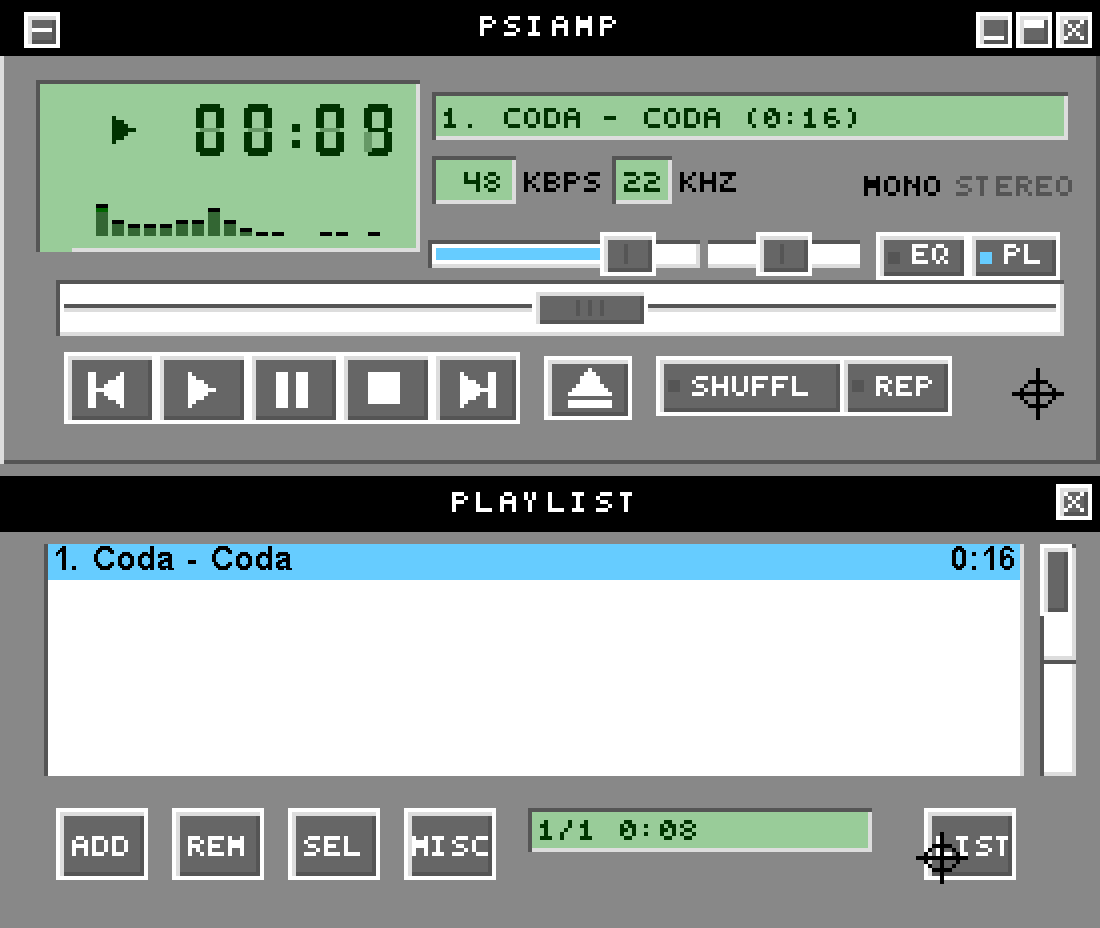 PSIAMP
00:09
1. CODA - CODA (0:16)
48 KBPS 22 KHZ
MONO STEREO
EQ PL
SHUFFL REP
PLAYLIST
1. Coda - Coda 0:16
ADD REM SEL MISC 1/1 0:08 LIST